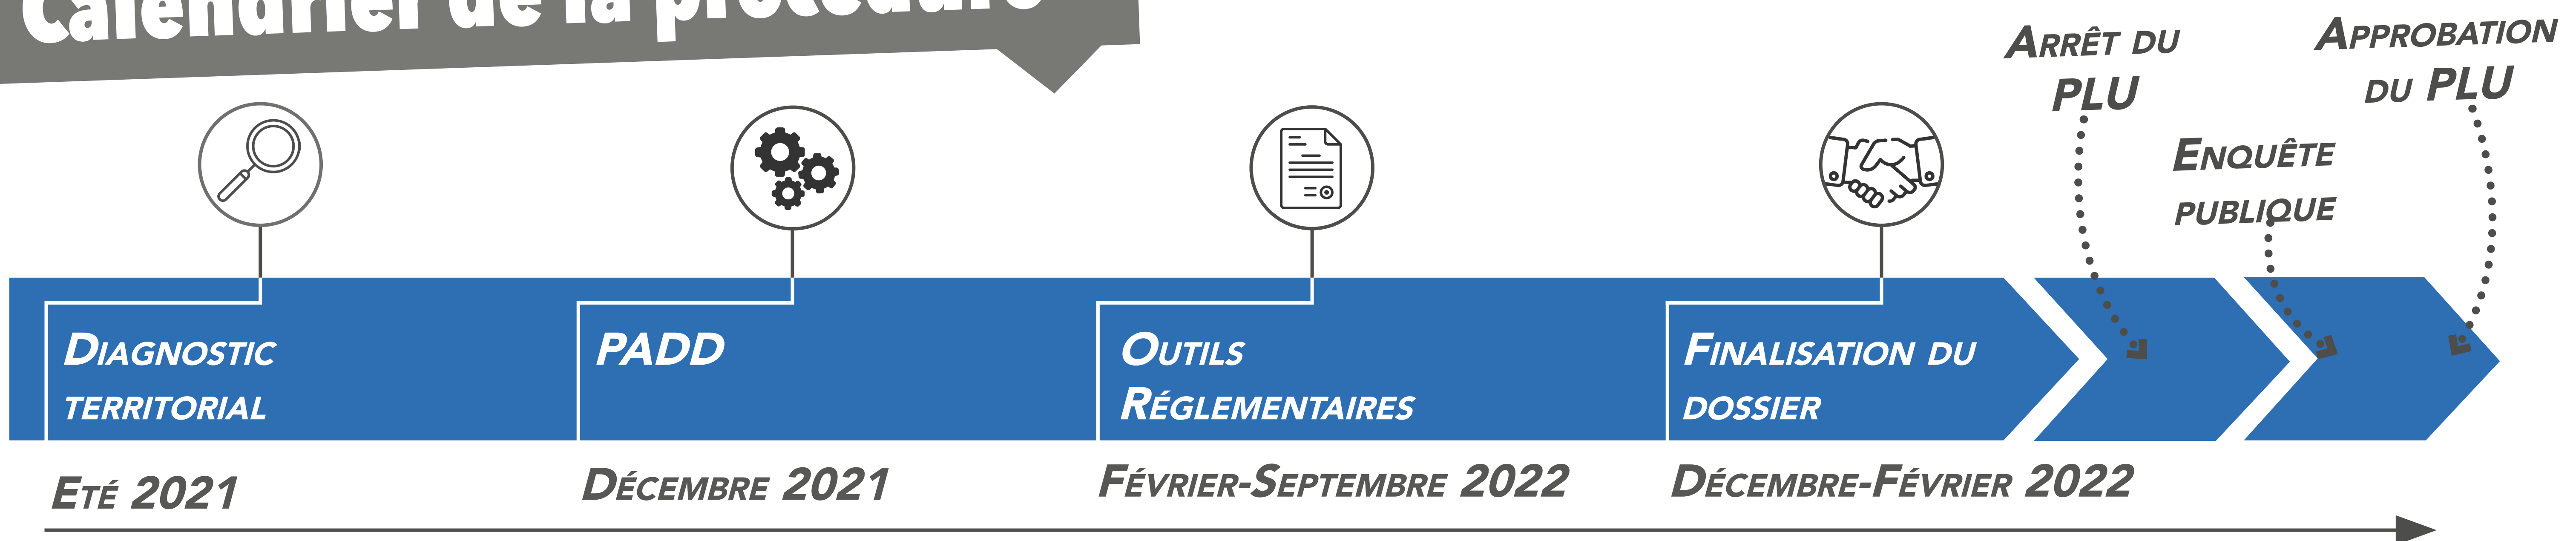 Calendrier de la procédure
ARRÊT DU
PLU
ENQUÊTE
PUBLIQUE
APPROBATION
DU PLU
DIAGNOSTIC
TERRITORIAL
PADD
OUTILS
RÉGLEMENTAIRES
FINALISATION DU
DOSSIER
ETÉ 2021
DÉCEMBRE 2021
FÉVRIER-SEPTEMBRE 2022
DÉCEMBRE-FÉVRIER 2022